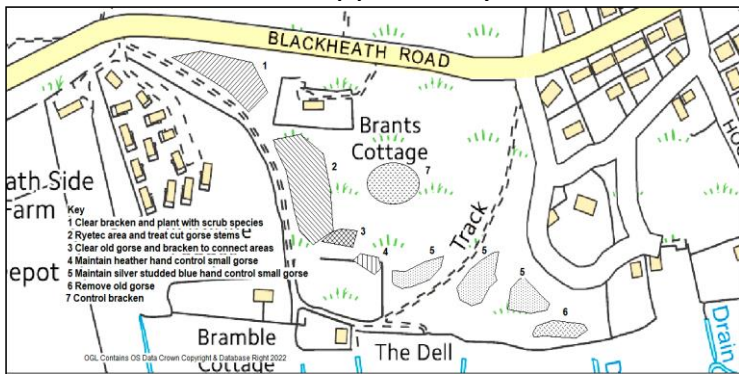 BLACKHEATH ROAD
1
Brants
Cottage
2
7
ath Side
Farm
Track
Key
1 Clear bracken and plant with scrub species
2 Ryetec area and treat cut gorse stems
3 Clear old gorse and bracken to connect areas
4 Maintain heather hand control small gorse
5 Maintain silver studded blue hand control small gorse
6 Remove old gorse
7 Control bracken
3
4
5
5
5
6
epot
Bramble
Cottage
The Dell
Drain
OGL Contains OS Data Crown Copyright & Database Right 2022